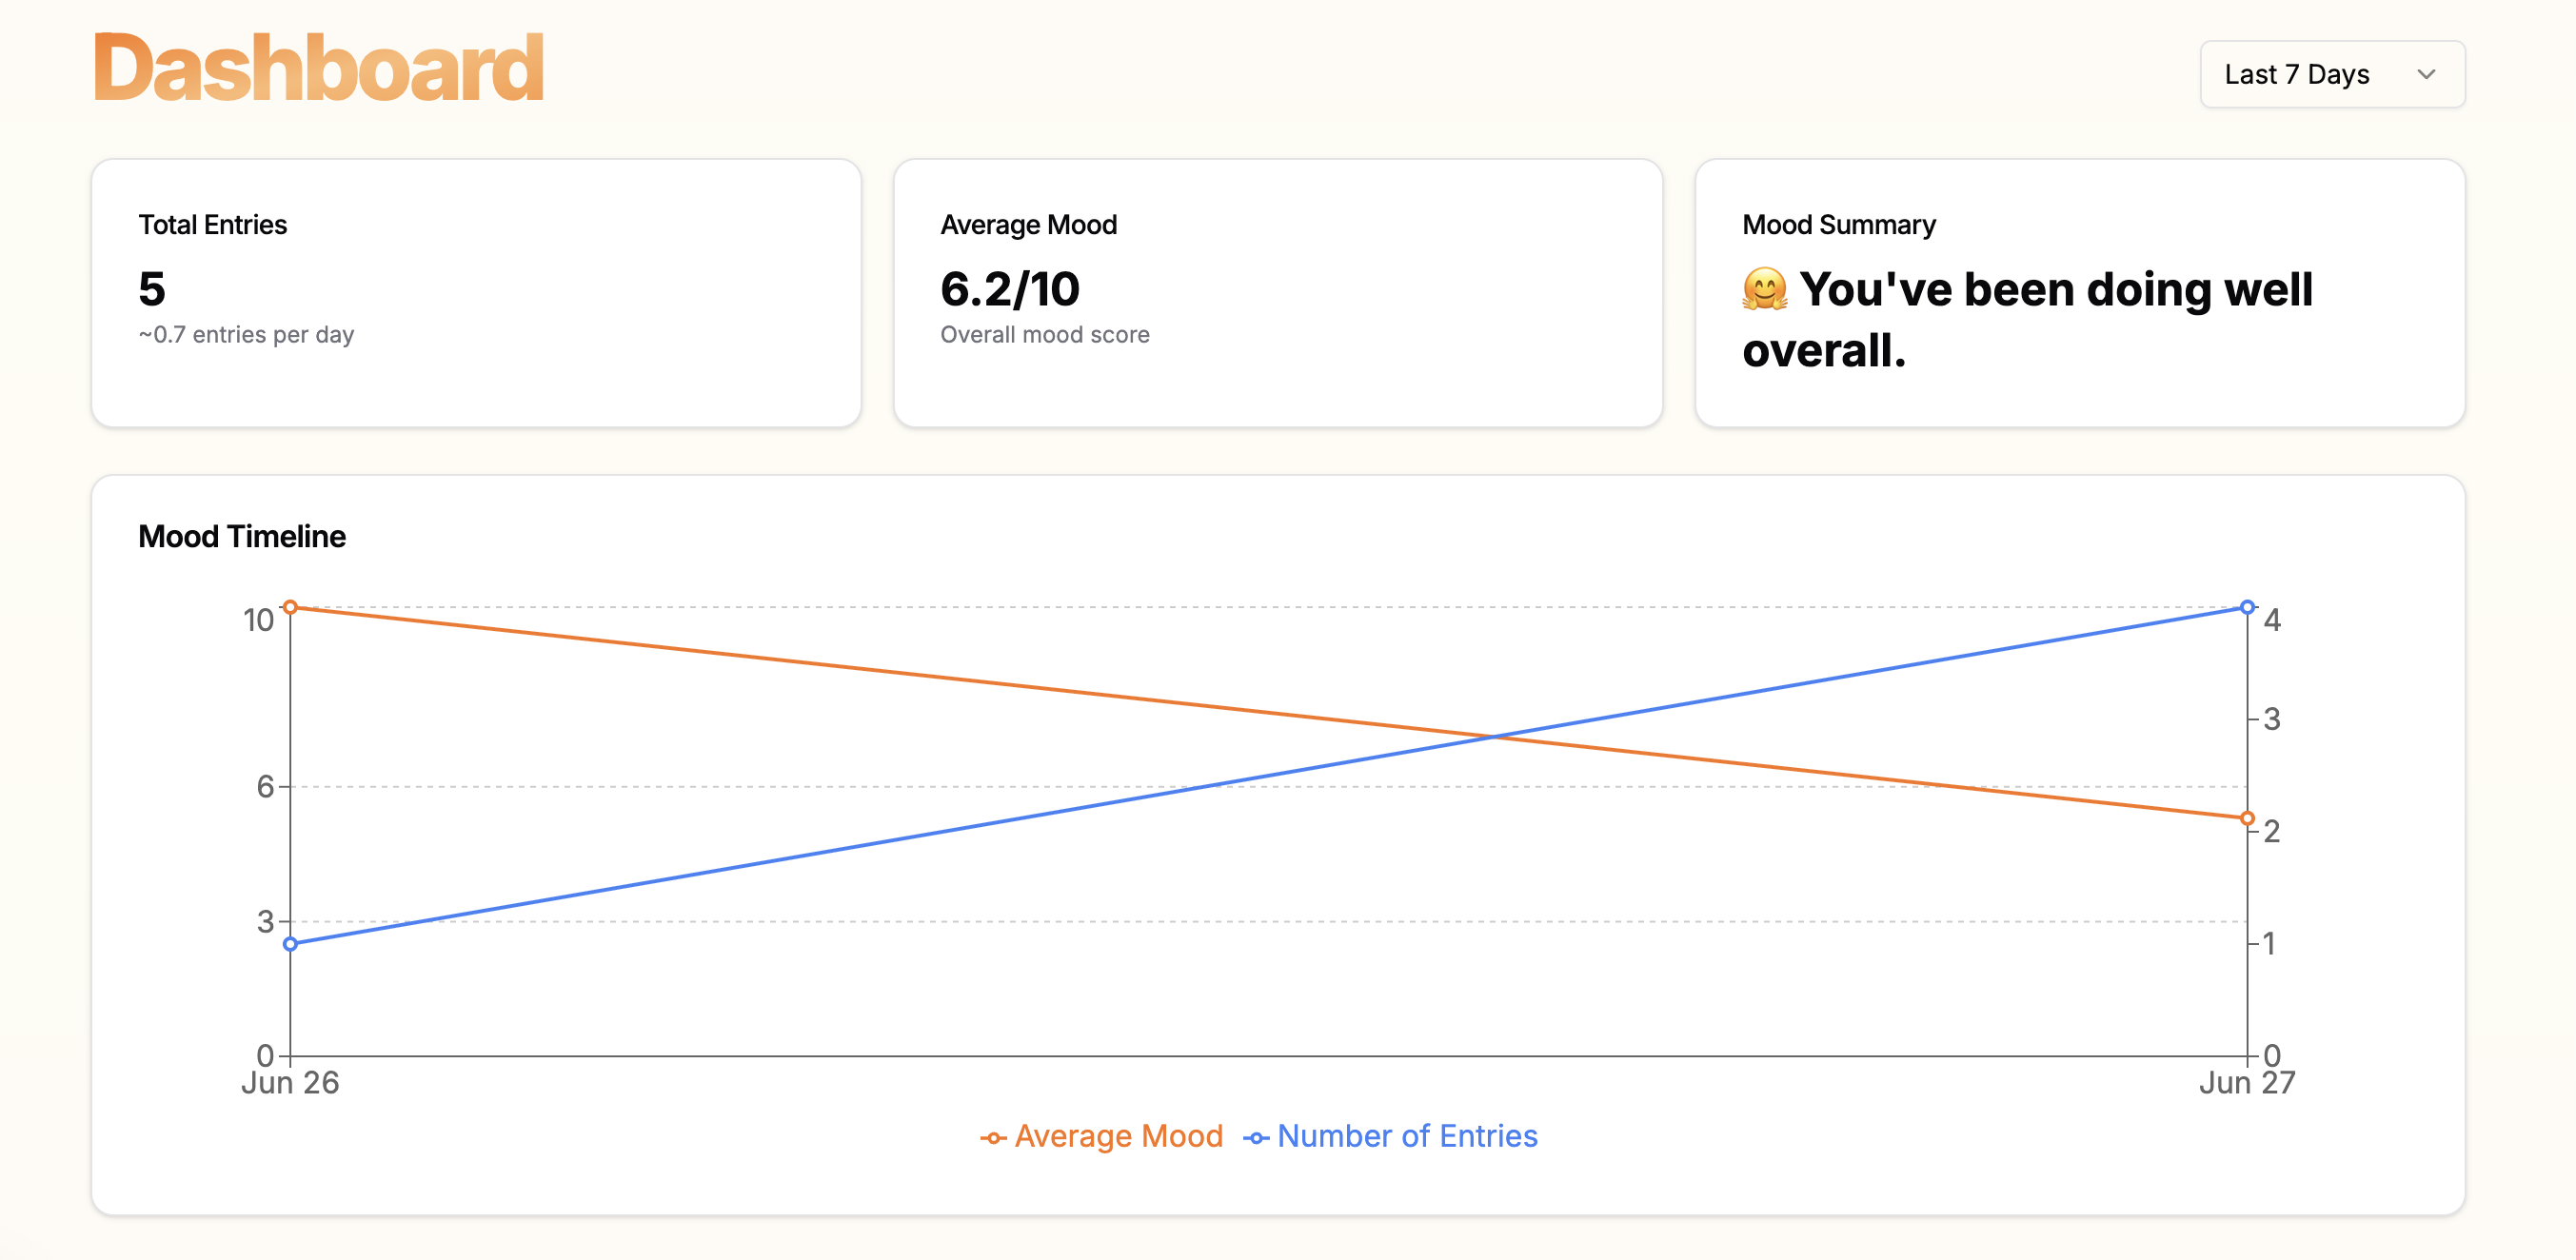 Dashboard
Last 7 Days
Total Entries
5
~0.7 entries per day
Average Mood
6.2/10
Overall mood score
Mood Summary
🤗 You've been doing well
overall.
Mood Timeline
10
6
3
0
4
3
2
1
0
Jun 26
Jun 27
Average Mood
Number of Entries